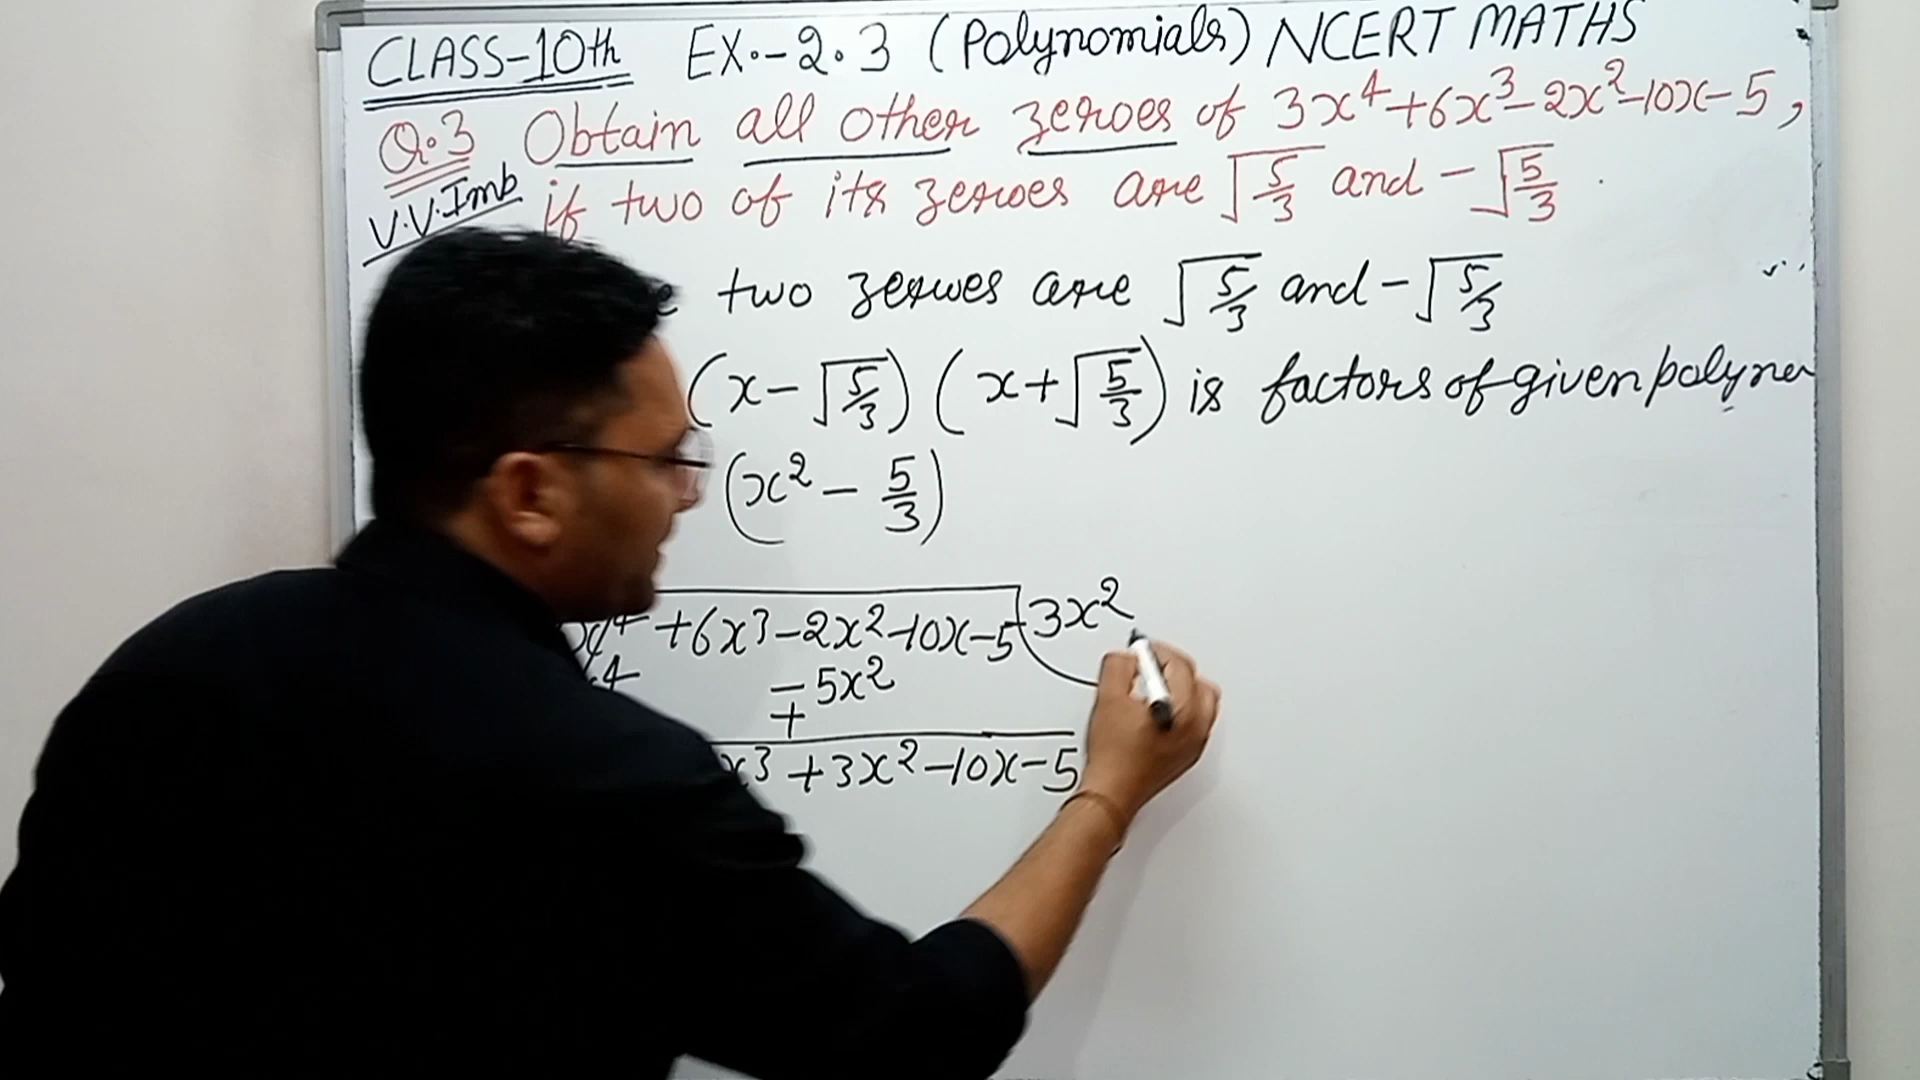 CLASS-10th EX.-2.3 (Polynomials) NCERT MATHS
Q.3 Obtain all other zeroes of 3x⁴+6x³-2x²-10x-5,
V.V.Imb if two of its zeroes are √5/3 and -√5/3.
two zeroes are √5/3 and -√5/3
(x-√5/3) (x+√5/3) is factors of given polyno
(x² - 5/3)
x⁴ +6x³-2x²-10x-5 3x²
x⁴ -5x²
+
x³ +3x²-10x-5